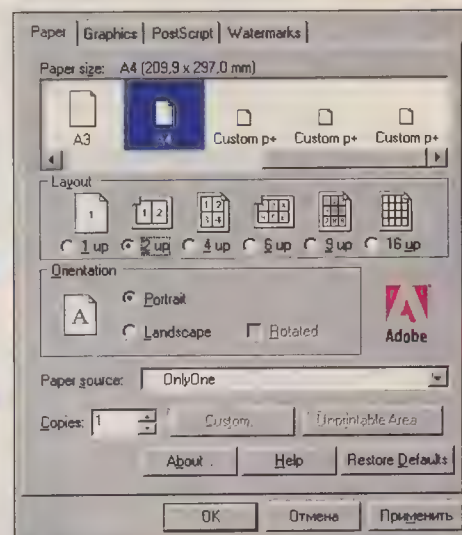 Paper Graphics PostScript Watermarks
Paper size: A4 (209,9 x 297,0 mm)
A3 A4 Custom p+ Custom p+ Custom p+
Layout
1 1 2 1 2 3 4
1 up 2 up 4 up 6 up 9 up 16 up
Orientation
A Portrait
Landscape Rotated
Adobe
Paper source: OnlyOne
Copies: 1 Custom. Unprintable Area
About . Help Restore Defaults
OK Отмена Применить